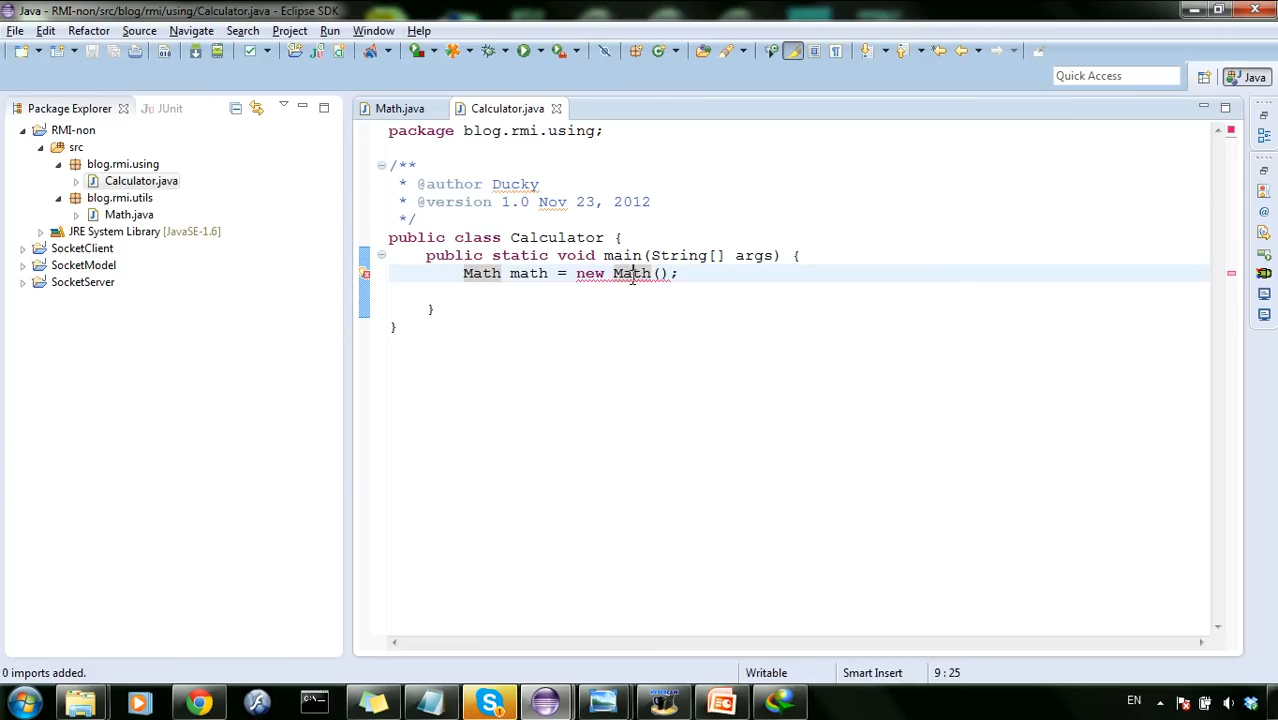 Java - RMI-non/src/blog/rmi/using/Calculator.java - Eclipse SDK
File Edit Refactor Source Navigate Search Project Run Window Help
Quick Access
Java
Package Explorer
JUnit
Math.java
Calculator.java
RMI-non
src
blog.rmi.using
Calculator.java
blog.rmi.utils
Math.java
JRE System Library [JavaSE-1.6]
SocketClient
SocketModel
SocketServer
package blog.rmi.using;
/**
* @author Ducky
* @version 1.0 Nov 23, 2012
*/
public class Calculator {
public static void main(String[] args) {
Math math = new Math();
}
}
0 imports added.
Writable
Smart Insert
9 : 25
EN